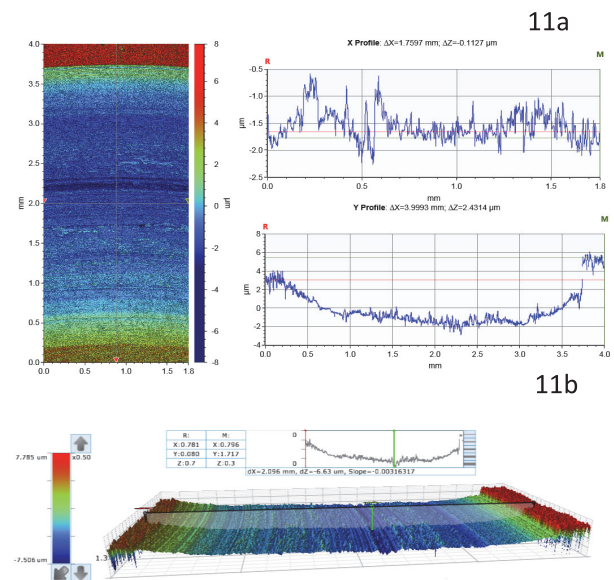 11a
4.0
3.5
3.0
2.5
2.0
1.5
1.0
0.5
0.0
mm
0.0 0.5 1.0 1.8
mm
8
6
4
2
0
-2
-4
-6
-8
µm
X Profile: ΔX=1.7597 mm; ΔZ=-0.1127 µm
R M
-0.5
-1.0
-1.5
-2.0
-2.5
µm
0.0 0.5 1.0 1.8
mm
Y Profile: ΔX=3.9993 mm; ΔZ=2.4314 µm
R M
8
6
4
2
0
-2
-4
µm
0.0 0.5 1.0 1.5 2.0 2.5 3.0 4.0
mm
11b
R: M:
X:0.781 X:0.796
Y:0.080 Y:1.717
Z:0.7 Z:0.3
0
0
dX=2.096 mm, dZ=-6.63 um, Slope=-0.00316317
7.785 um x0.50
-7.506 um
1.3